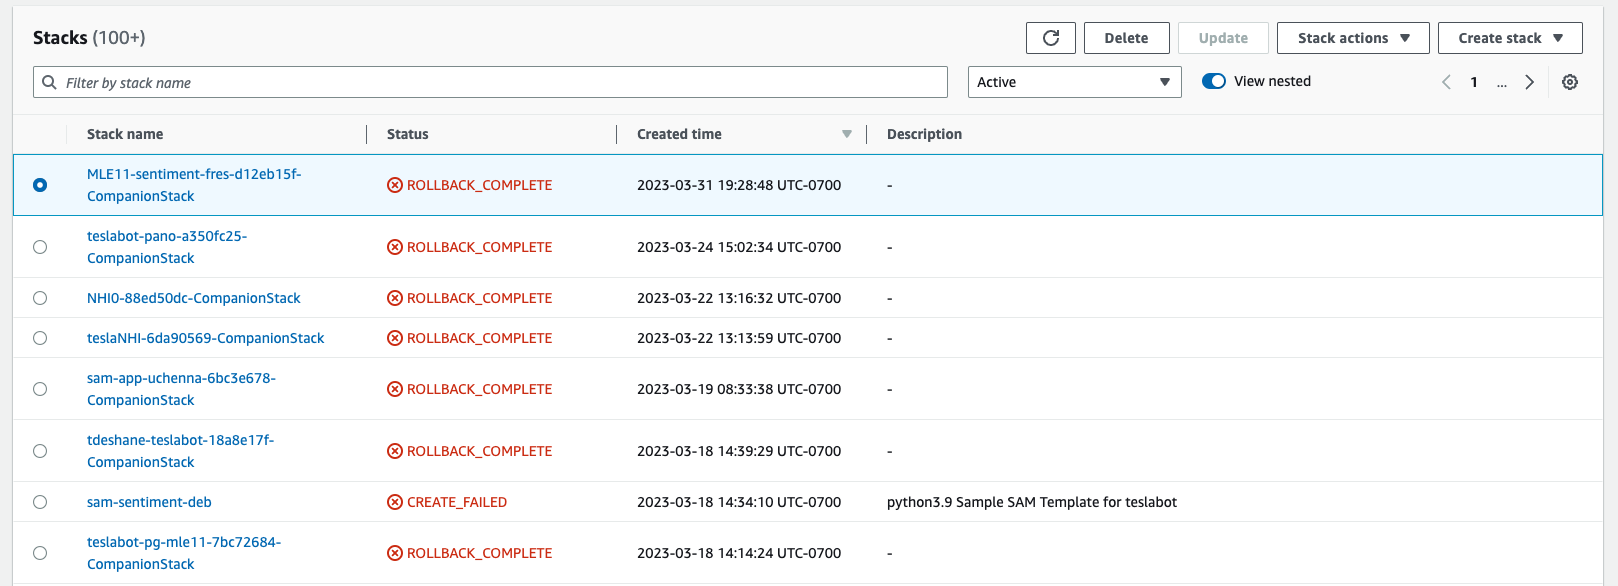 Stacks (100+)
Delete
Update
Stack actions
Create stack
Filter by stack name
Active
View nested
1
...
Stack name
Status
Created time
Description
MLE11-sentiment-fres-d12eb15f-
CompanionStack
ROLLBACK_COMPLETE
2023-03-31 19:28:48 UTC-0700
-
teslabot-pano-a350fc25-
CompanionStack
ROLLBACK_COMPLETE
2023-03-24 15:02:34 UTC-0700
-
NHI0-88ed50dc-CompanionStack
ROLLBACK_COMPLETE
2023-03-22 13:16:32 UTC-0700
-
teslaNHI-6da90569-CompanionStack
ROLLBACK_COMPLETE
2023-03-22 13:13:59 UTC-0700
-
sam-app-uchenna-6bc3e678-
CompanionStack
ROLLBACK_COMPLETE
2023-03-19 08:33:38 UTC-0700
-
tdeshane-teslabot-18a8e17f-
CompanionStack
ROLLBACK_COMPLETE
2023-03-18 14:39:29 UTC-0700
-
sam-sentiment-deb
CREATE_FAILED
2023-03-18 14:34:10 UTC-0700
python3.9 Sample SAM Template for teslabot
teslabot-pg-mle11-7bc72684-
CompanionStack
ROLLBACK_COMPLETE
2023-03-18 14:14:24 UTC-0700
-